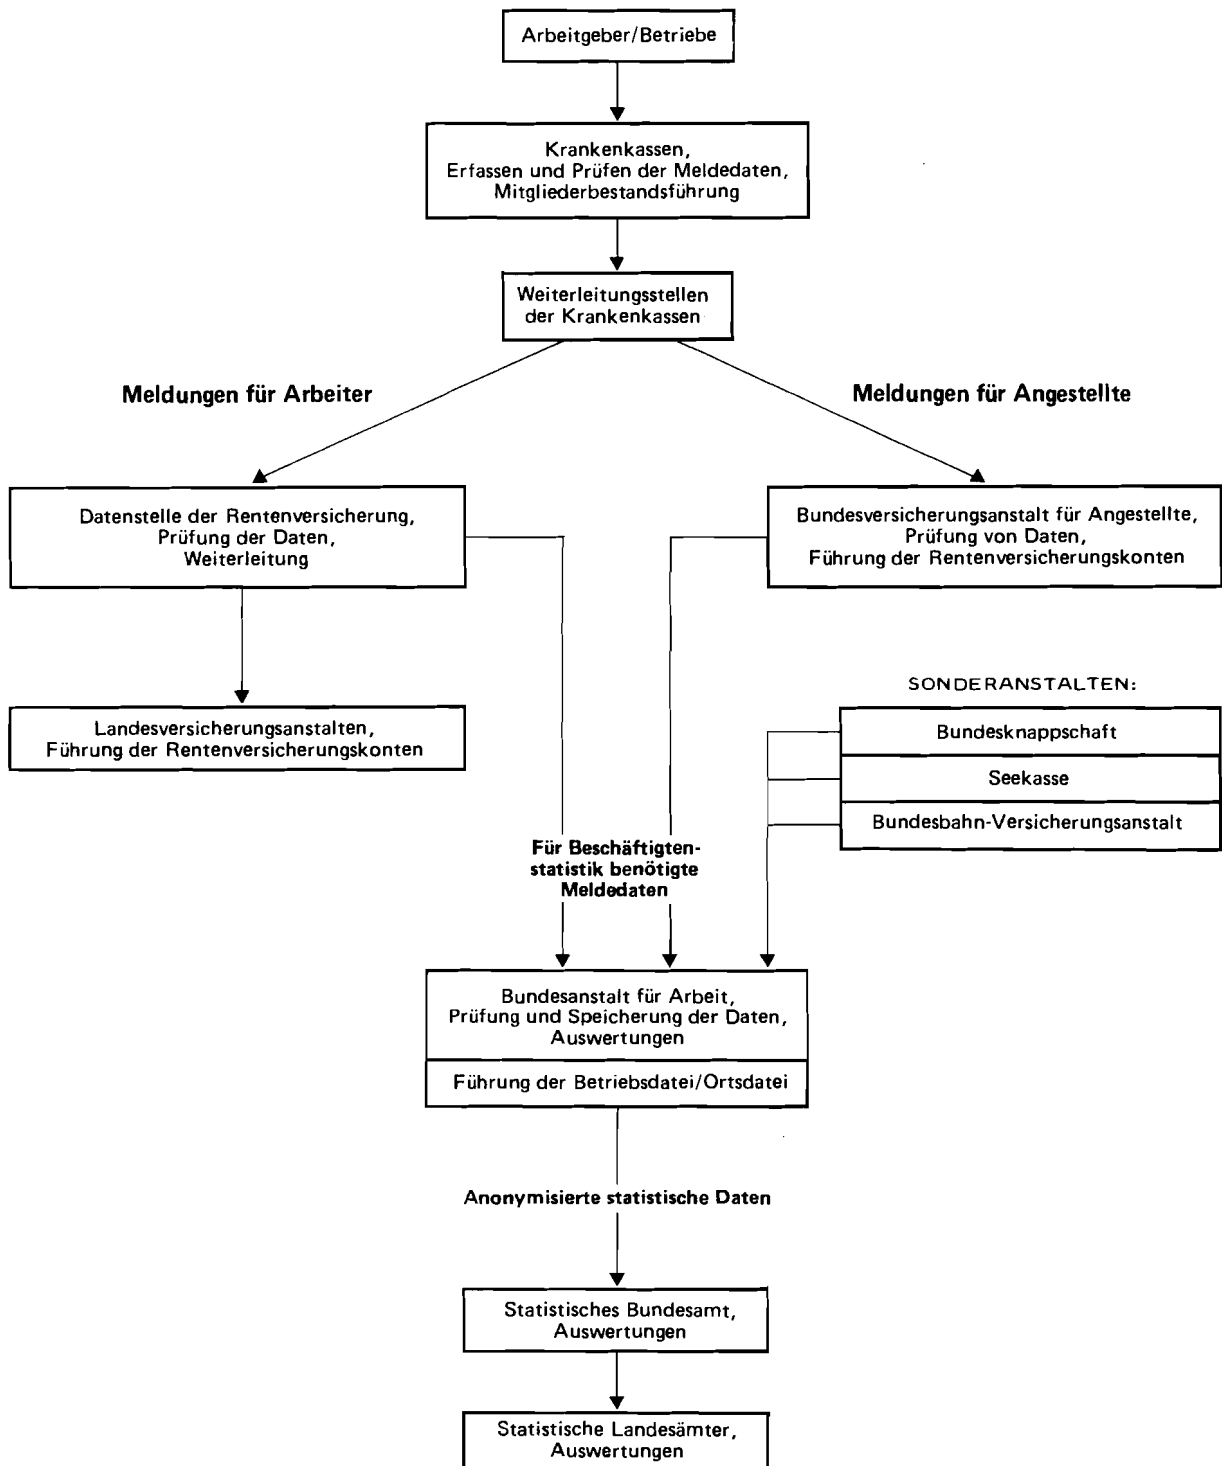 Arbeitgeber/Betriebe
Krankenkassen,
Erfassen und Prüfen der Meldedaten,
Mitgliederbestandsführung
Weiterleitungsstellen
der Krankenkassen
Meldungen für Arbeiter
Meldungen für Angestellte
Datenstelle der Rentenversicherung,
Prüfung der Daten,
Weiterleitung
Bundesversicherungsanstalt für Angestellte,
Prüfung von Daten,
Führung der Rentenversicherungskonten
Landesversicherungsanstalten,
Führung der Rentenversicherungskonten
SONDERANSTALTEN:
Bundesknappschaft
Seekasse
Bundesbahn-Versicherungsanstalt
Für Beschäftigten-
statistik benötigte
Meldedaten
Bundesanstalt für Arbeit,
Prüfung und Speicherung der Daten,
Auswertungen
Führung der Betriebsdatei/Ortsdatei
Anonymisierte statistische Daten
Statistisches Bundesamt,
Auswertungen
Statistische Landesämter,
Auswertungen